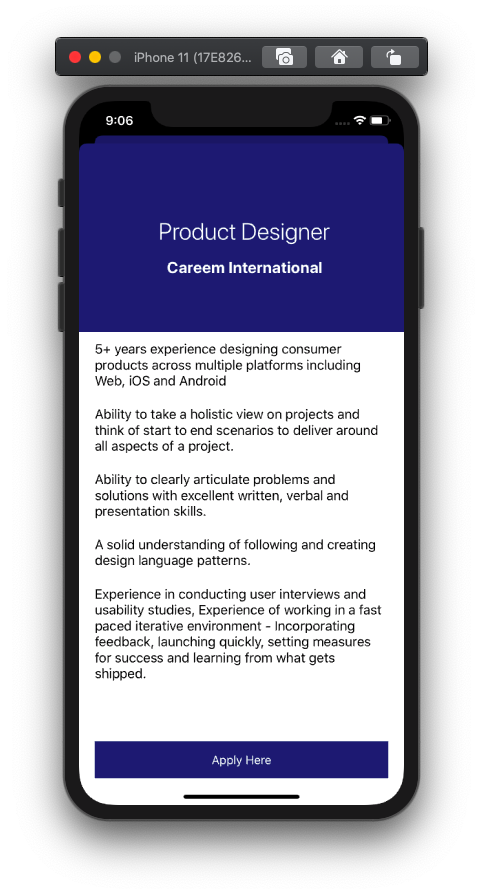 iPhone 11 (17E826...
9:06
Product Designer
Careem International
5+ years experience designing consumer
products across multiple platforms including
Web, iOS and Android
Ability to take a holistic view on projects and
think of start to end scenarios to deliver around
all aspects of a project.
Ability to clearly articulate problems and
solutions with excellent written, verbal and
presentation skills.
A solid understanding of following and creating
design language patterns.
Experience in conducting user interviews and
usability studies, Experience of working in a fast
paced iterative environment - Incorporating
feedback, launching quickly, setting measures
for success and learning from what gets
shipped.
Apply Here